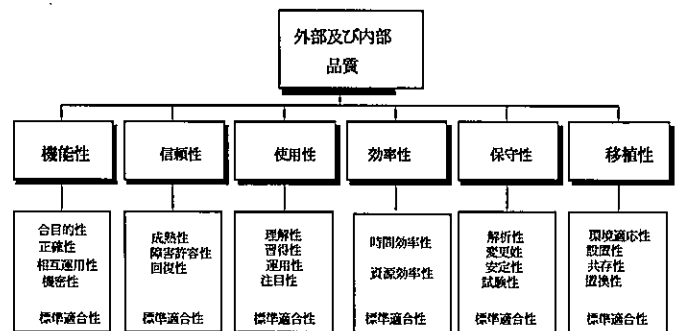 外部及び内部
品質
機能性
信頼性
使用性
効率性
保守性
移植性
合目的性
正確性
相互運用性
機密性
標準適合性
成熟性
障害許容性
回復性
標準適合性
理解性
習得性
運用性
注目性
標準適合性
時間効率性
資源効率性
標準適合性
解析性
変更姓
安定性
試験性
標準適合性
環境適応性
設置性
共存性
置換性
標準適合性